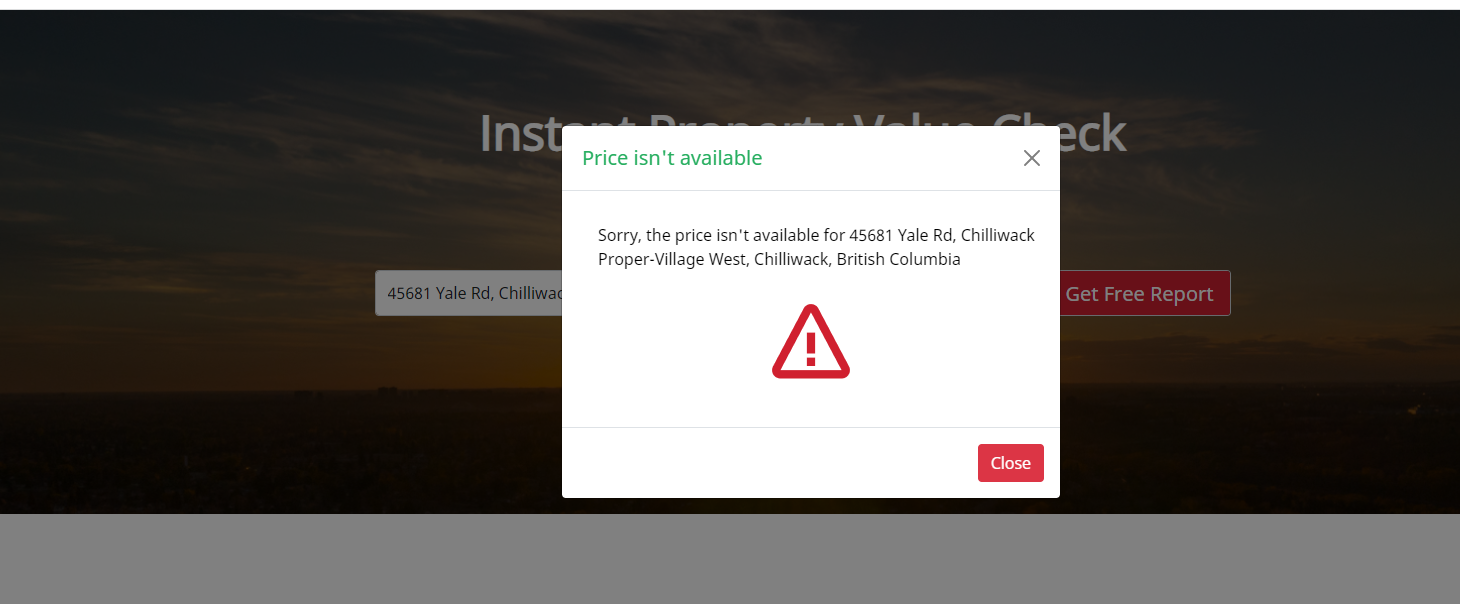 Instant Property Value Check
Price isn't available
Sorry, the price isn't available for 45681 Yale Rd, Chilliwack
Proper-Village West, Chilliwack, British Columbia
45681 Yale Rd, Chilliwac
Get Free Report
Close